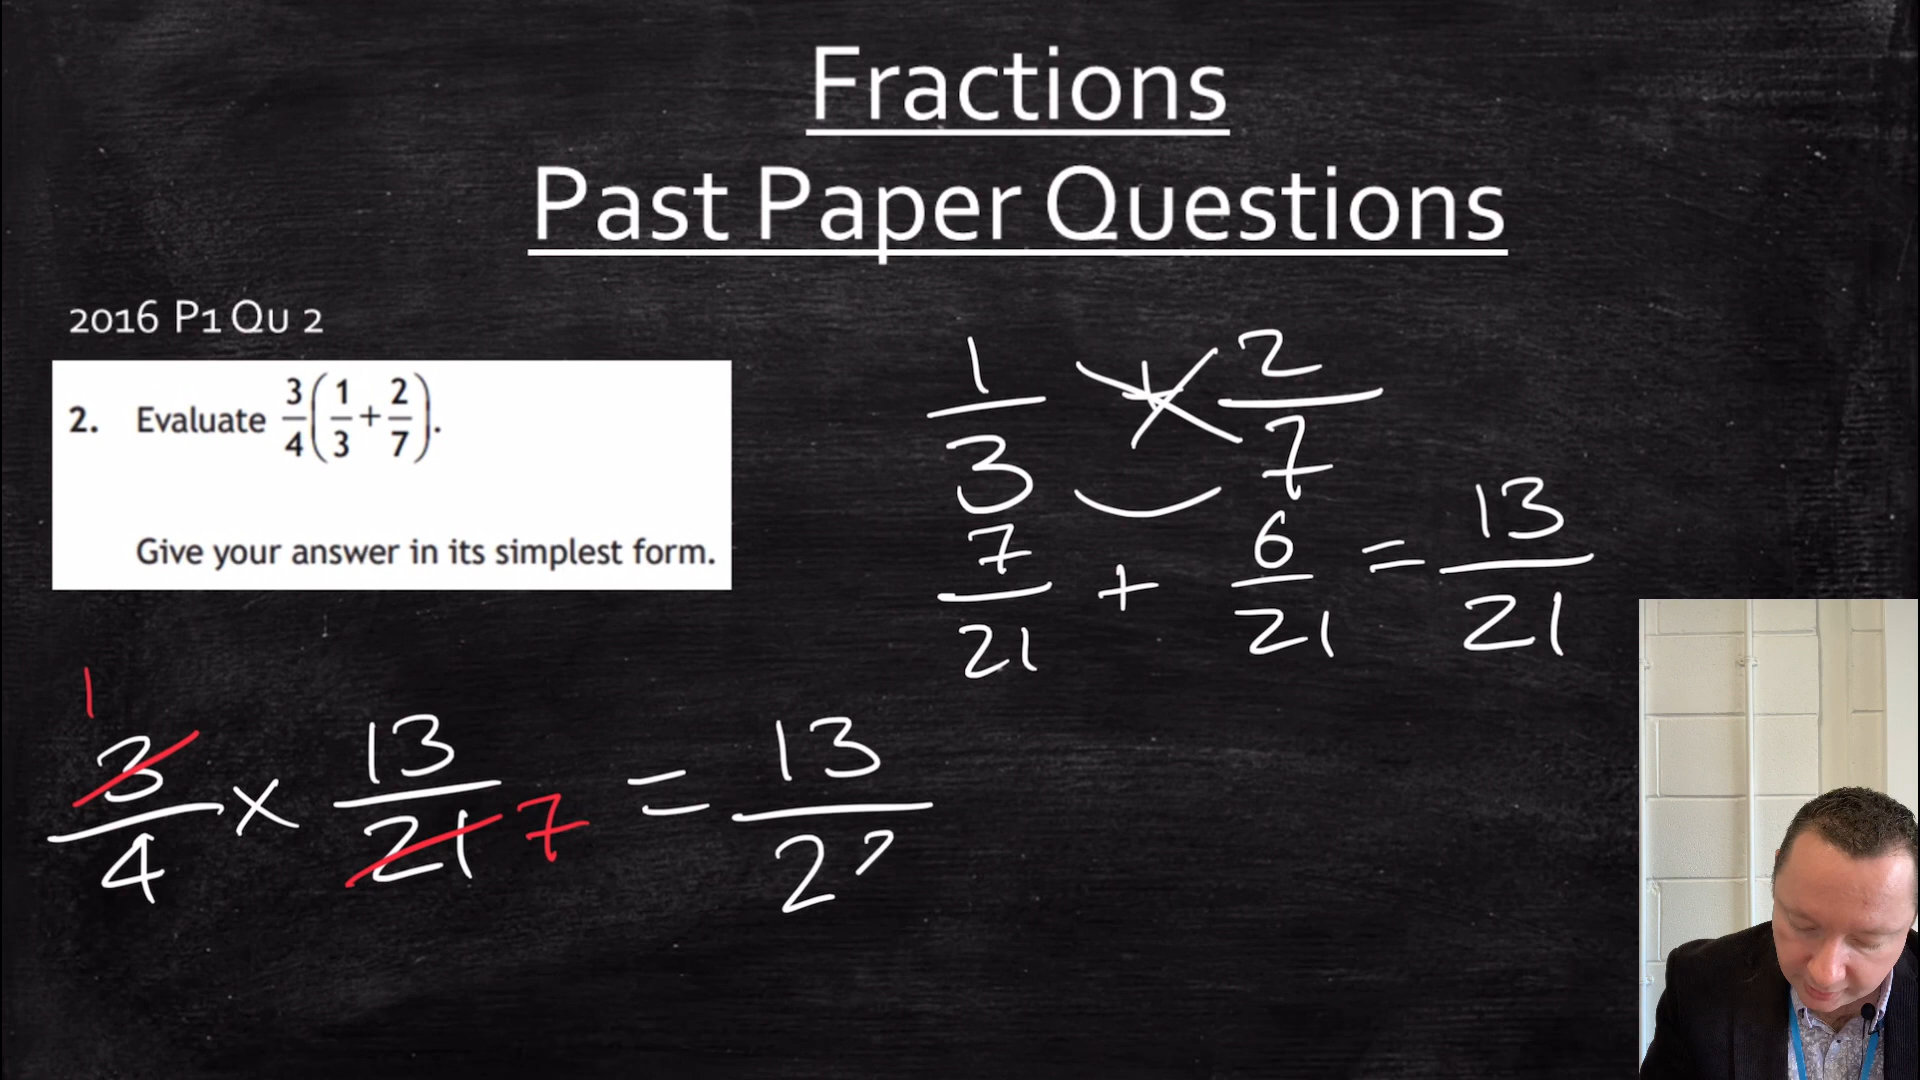 Fractions
Past Paper Questions
2016 P1 Qu 2
2. Evaluate 3/4(1/3+2/7).
Give your answer in its simplest form.
1/3 + 2/7
7/21 + 6/21 = 13/21
1
3/4 × 13/21 7 = 13/2